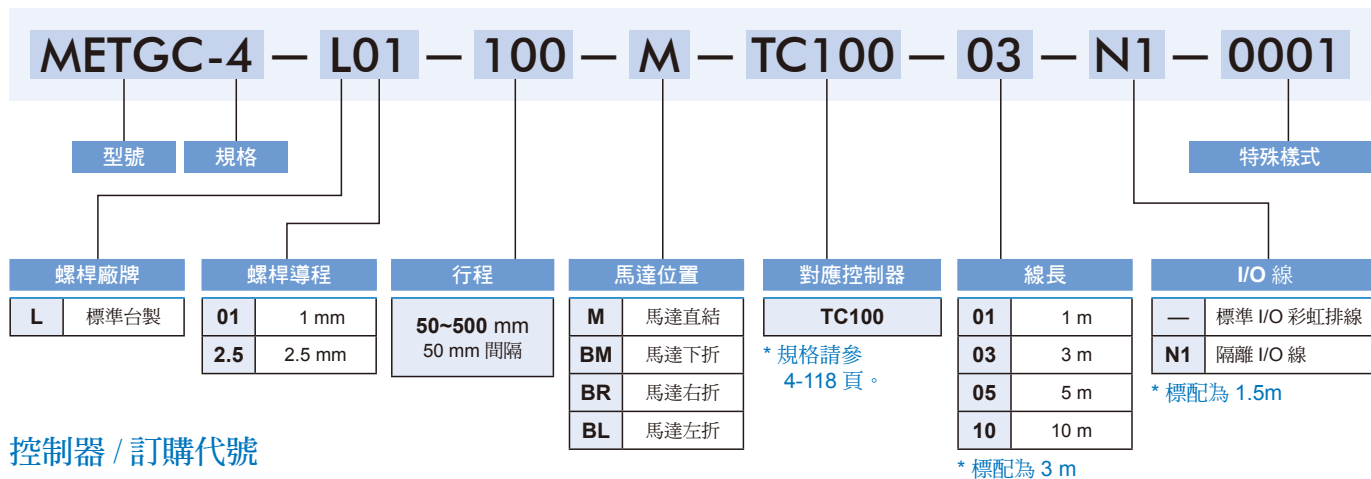 METGC-4 — L01 — 100 — M — TC100 — 03 — N1 — 0001
型號 規格 特殊樣式
螺桿廠牌
L 標準台製
螺桿導程
01 1 mm
2.5 2.5 mm
行程
50~500 mm
50 mm 間隔
馬達位置
M 馬達直結
BM 馬達下折
BR 馬達右折
BL 馬達左折
對應控制器
TC100
* 規格請參
4-118 頁。
線長
01 1 m
03 3 m
05 5 m
10 10 m
* 標配為 3 m
I/O 線
— 標準 I/O 彩虹排線
N1 隔離 I/O 線
* 標配為 1.5m
控制器 / 訂購代號